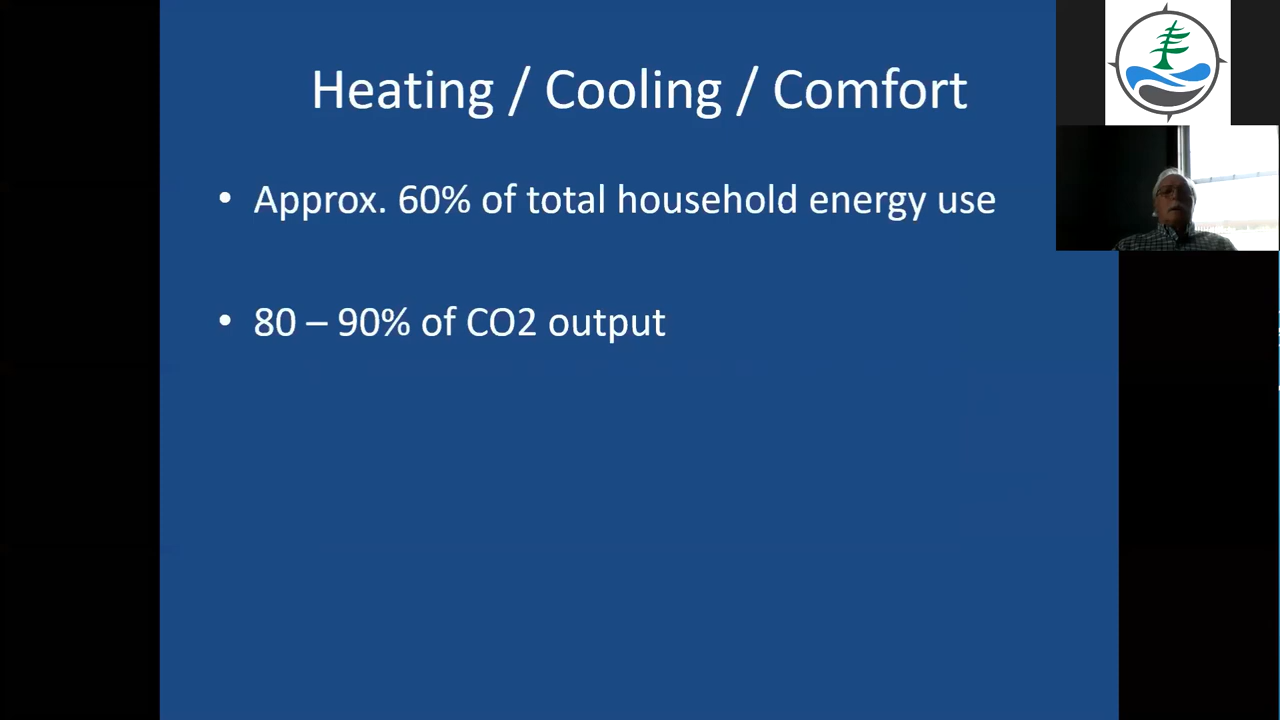 Heating / Cooling / Comfort
• Approx. 60% of total household energy use
• 80 – 90% of CO2 output